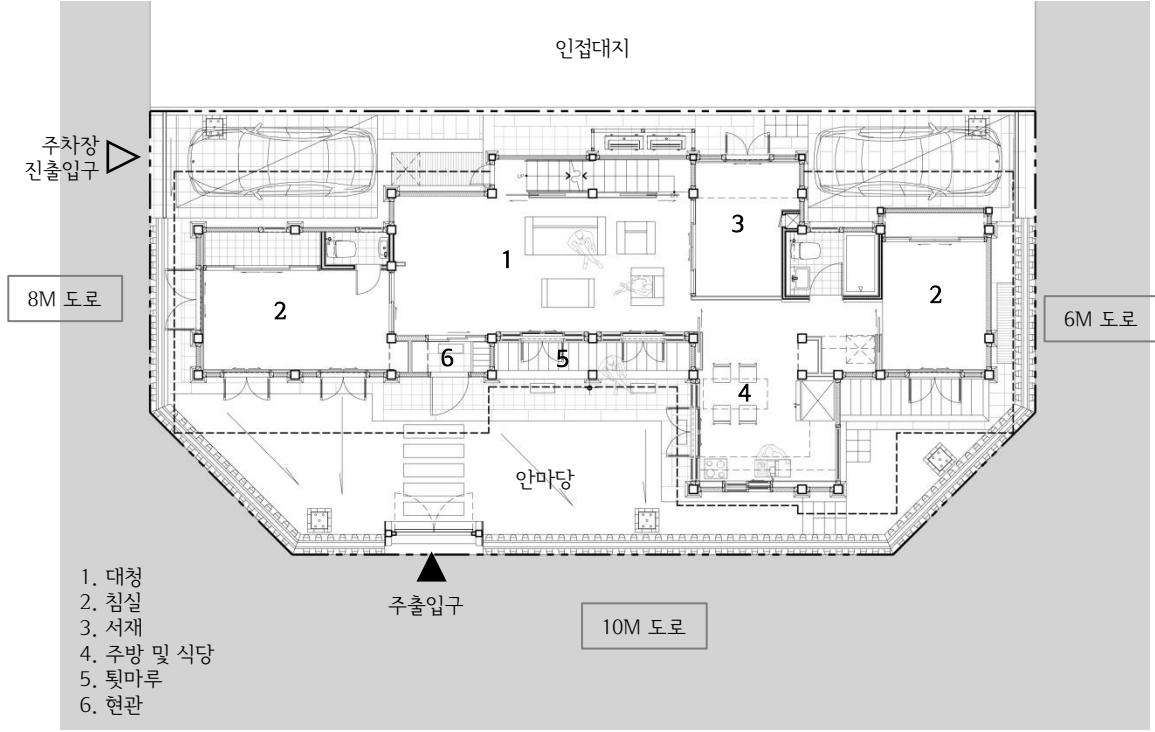 인접대지
주차장
진출입구
3
1
2
2
8M 도로
6M 도로
6
5
4
안마당
주출입구
10M 도로
1. 대청
2. 침실
3. 서재
4. 주방 및 식당
5. 툇마루
6. 현관